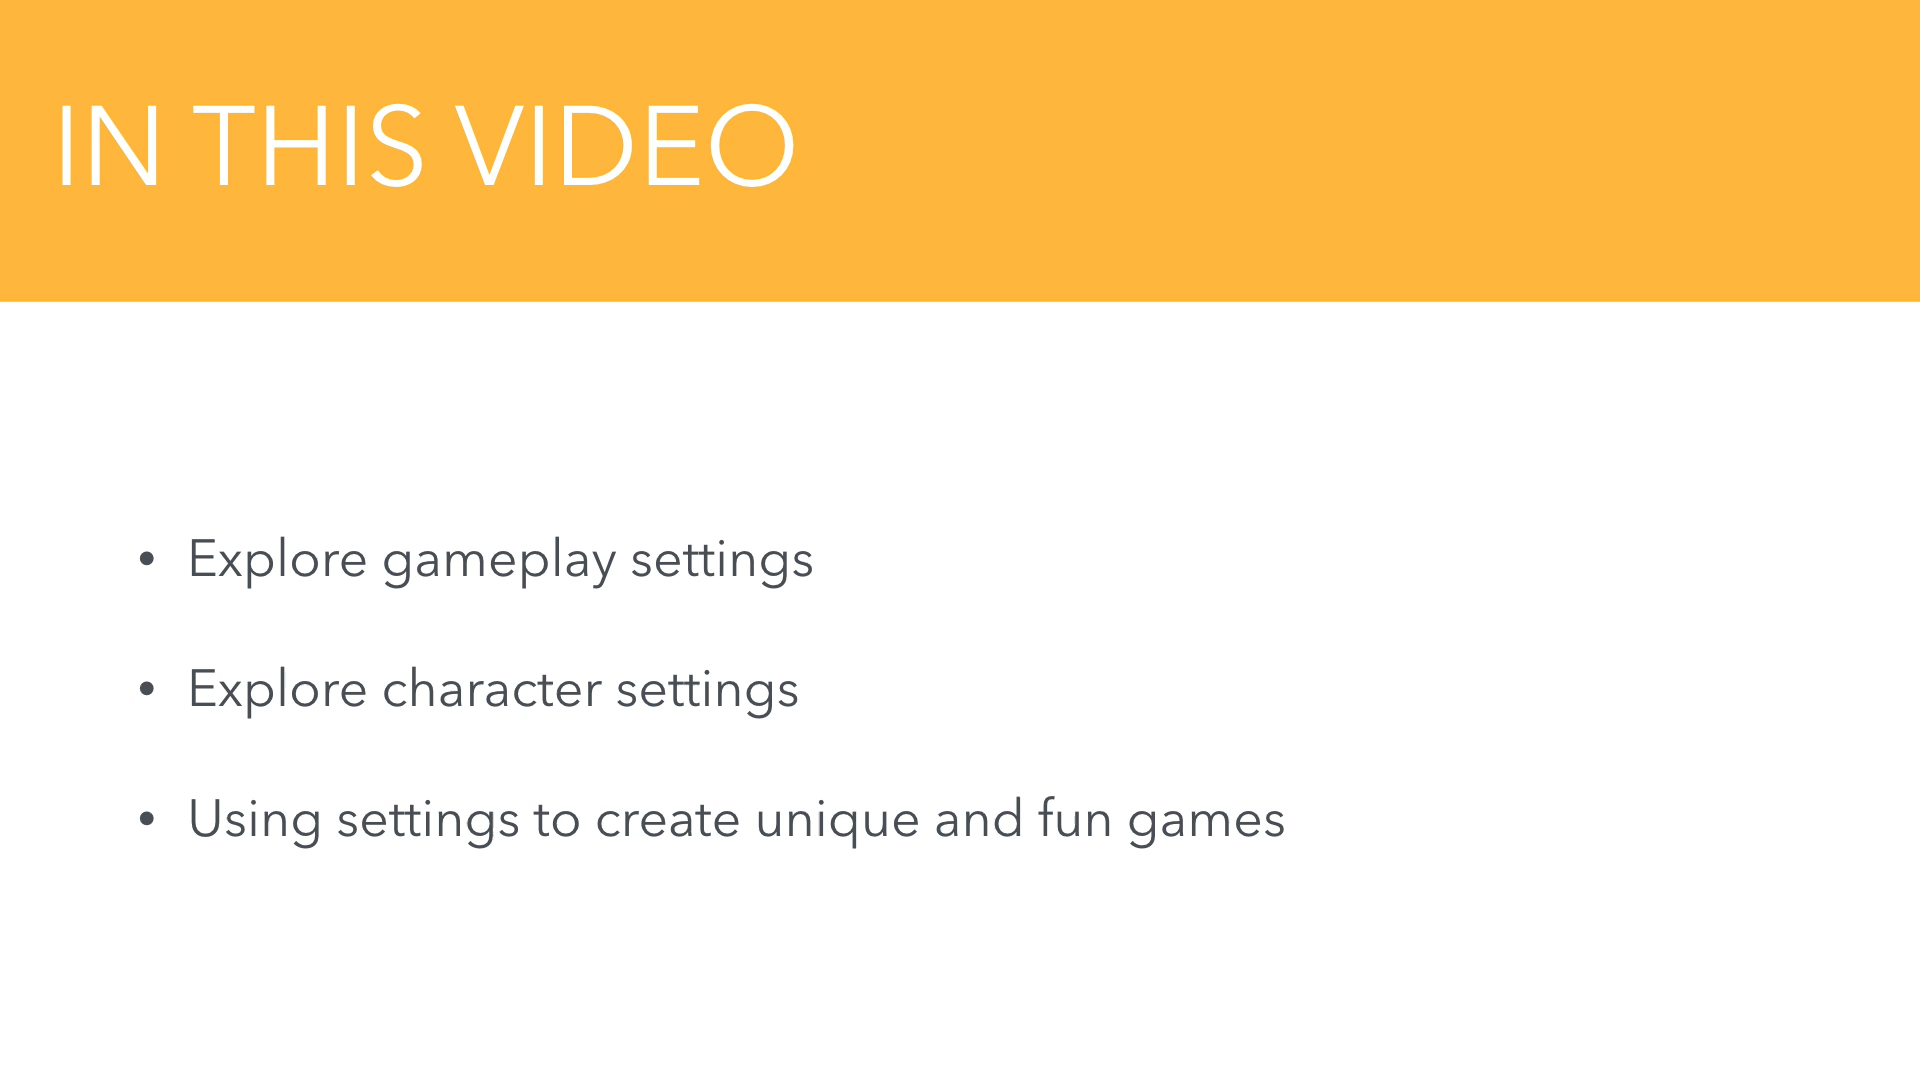 IN THIS VIDEO
• Explore gameplay settings
• Explore character settings
• Using settings to create unique and fun games